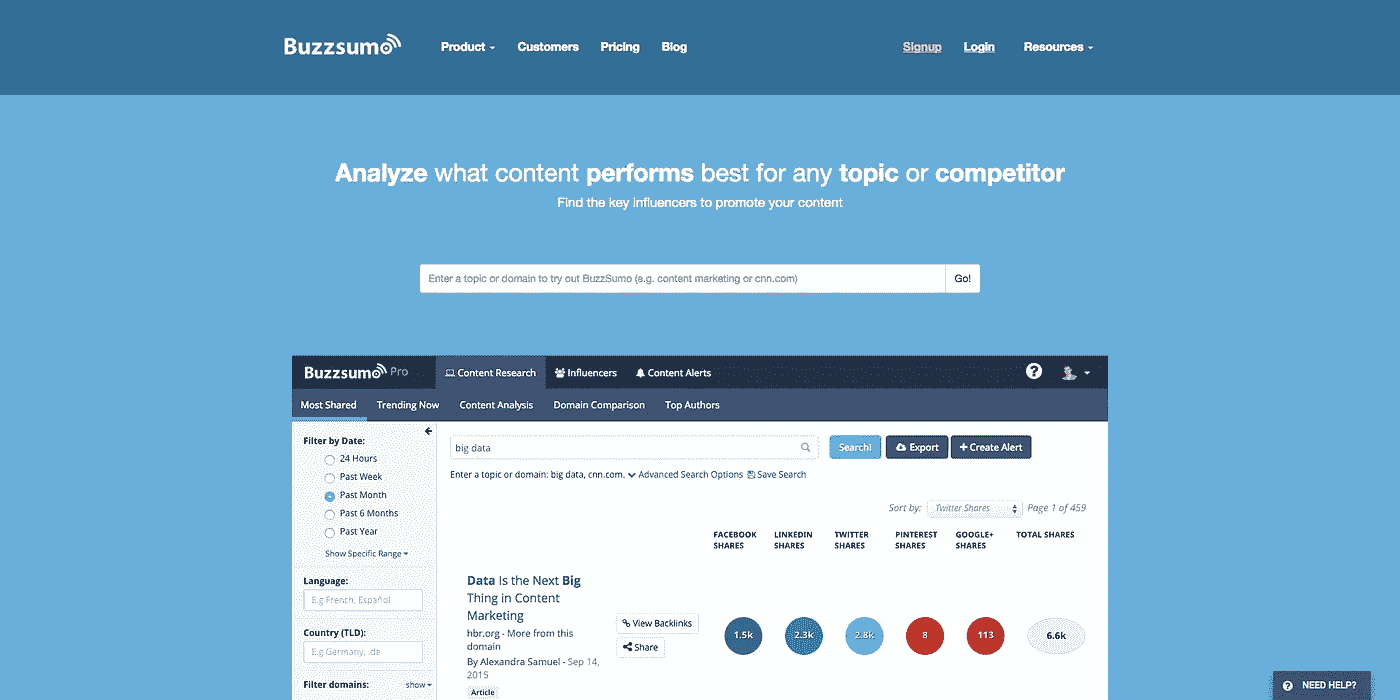 Buzzsumo
Product Customers Pricing Blog
Signup Login Resources
Analyze what content performs best for any topic or competitor
Find the key influencers to promote your content
Enter a topic or domain to try out BuzzSumo (e.g. content marketing or cnn.com) Go!
Buzzsumo Pro Content Research Influencers Content Alerts ?
Most Shared Trending Now Content Analysis Domain Comparison Top Authors
Filter by Date:
24 Hours
Past Week
Past Month
Past 6 Months
Past Year
Show Specific Range
Language:
E.g French, Español
Country (TLD):
E.g Germany, .de
Filter domains: show
big data Search! Export + Create Alert
Enter a topic or domain: big data, cnn.com. Advanced Search Options Save Search
Sort by: Twitter Shares Page 1 of 459
FACEBOOK SHARES
LINKEDIN SHARES
TWITTER SHARES
PINTEREST SHARES
GOOGLE+ SHARES
TOTAL SHARES
Data Is the Next Big
Thing in Content
Marketing
hbr.org - More from this
domain
By Alexandra Samuel - Sep 14,
2015
Article
View Backlinks
Share
1.5k 2.3k 2.8k 8 113 6.6k
? NEED HELP?